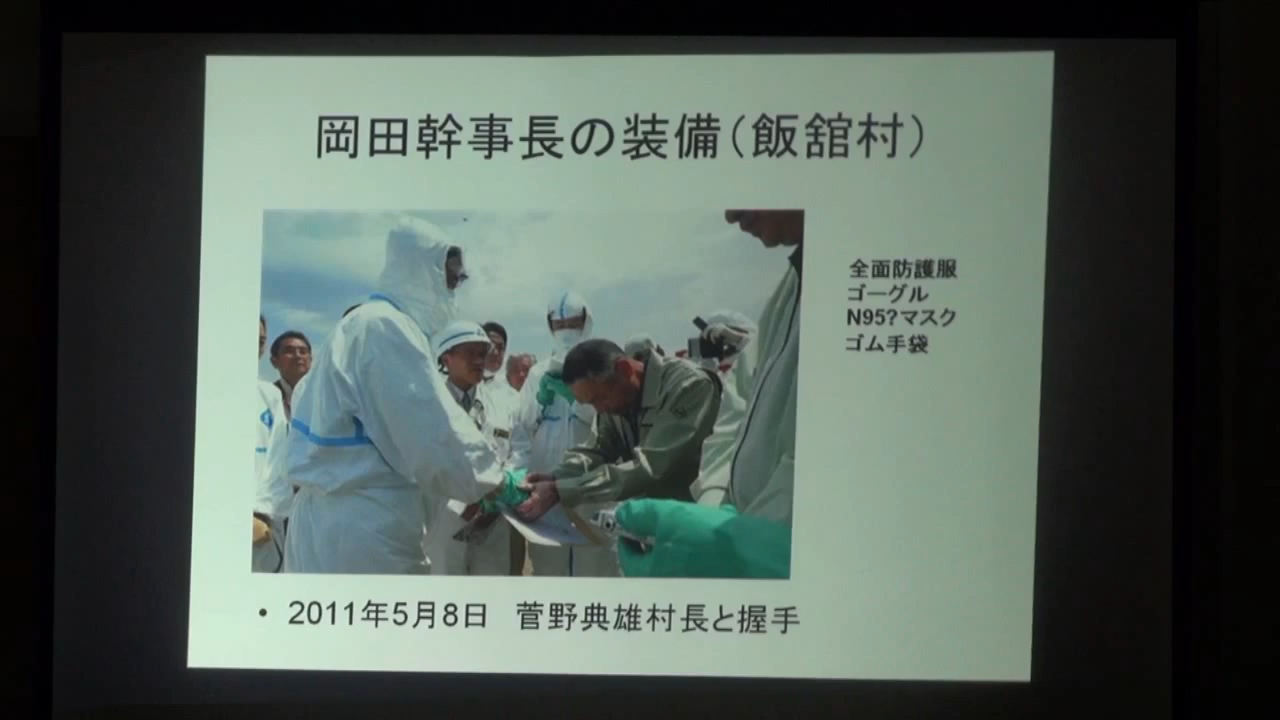 岡田幹事長の装備（飯舘村）
全面防護服
ゴーグル
N95?マスク
ゴム手袋
• 2011年5月8日　菅野典雄村長と握手